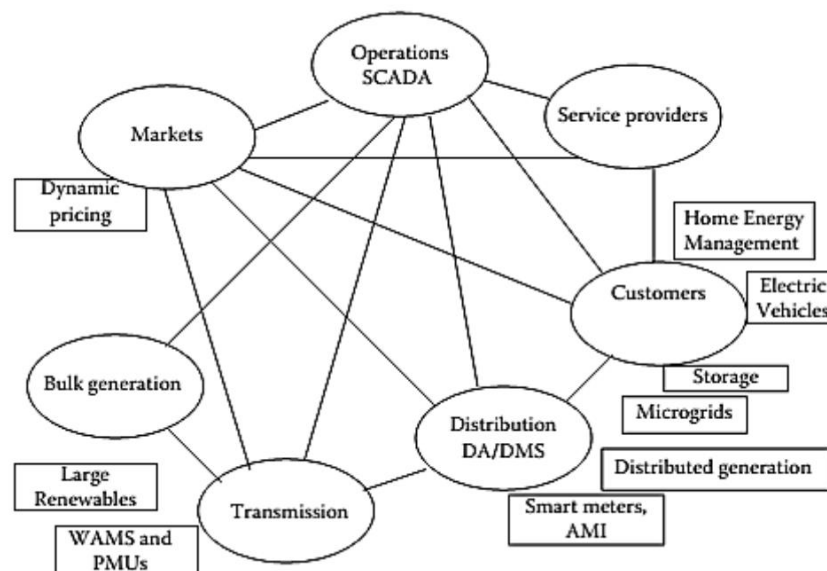 Operations
SCADA
Service providers
Markets
Dynamic
pricing
Home Energy
Management
Customers
Electric
Vehicles
Storage
Bulk generation
Microgrids
Distribution
DA/DMS
Distributed generation
Large
Renewables
Transmission
Smart meters,
AMI
WAMS and
PMUs